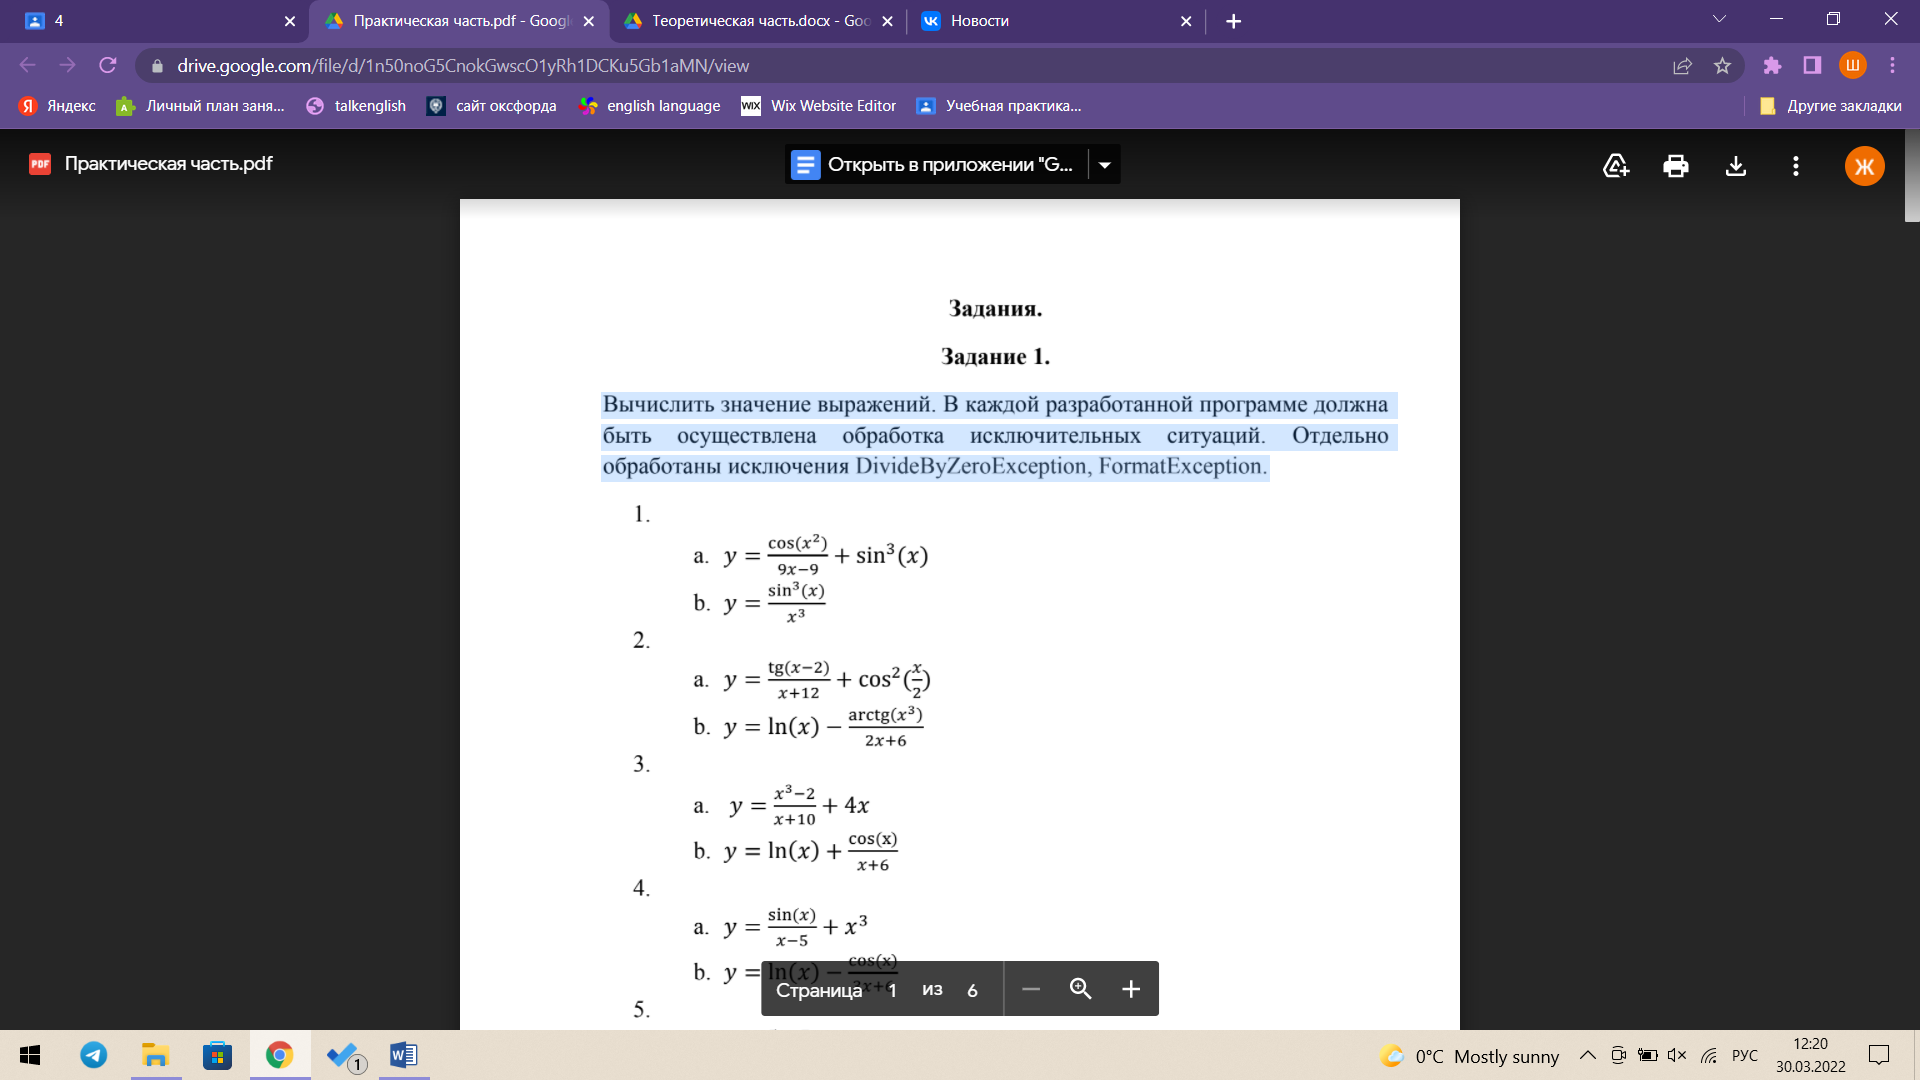 4
Практическая часть.pdf - Googl
Теоретическая часть.docx - Goo
Новости
drive.google.com/file/d/1n50noG5CnokGwscO1yRh1DCKu5Gb1aMN/view
Ш
Яндекс
Личный план заня...
talkenglish
сайт оксфорда
english language
WIX
Wix Website Editor
Учебная практика...
Другие закладки
PDF
Практическая часть.pdf
Открыть в приложении "G...
Ж
Задания.
Задание 1.
Вычислить значение выражений. В каждой разработанной программе должна
быть осуществлена обработка исключительных ситуаций. Отдельно
обработаны исключения DivideByZeroException, FormatException.
1.
a. y = cos(x²)/(9x−9) + sin³(x)
b. y = sin³(x)/x³
2.
a. y = tg(x−2)/(x+12) + cos²(x/2)
b. y = ln(x) − arctg(x³)/(2x+6)
3.
a. y = (x³−2)/(x+10) + 4x
b. y = ln(x) + cos(x)/(x+6)
4.
a. y = sin(x)/(x−5) + x³
b. y = ln(x) − cos(x)
Страница 1 из 6
5.
1
0°C Mostly sunny
РУС
12:20
30.03.2022